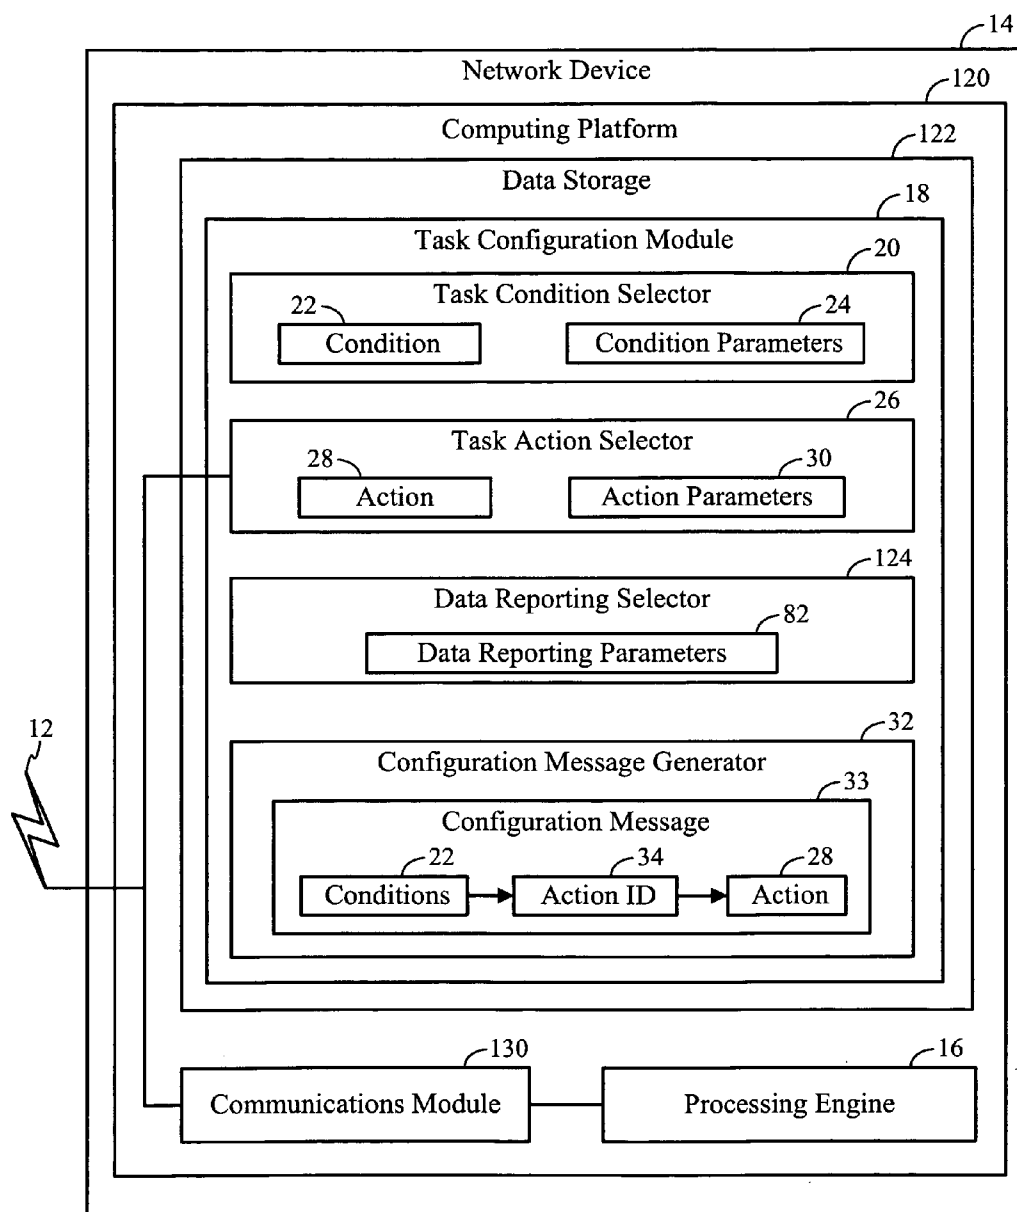 14
Network Device
120
Computing Platform
122
Data Storage
18
Task Configuration Module
20
Task Condition Selector
22
24
Condition
Condition Parameters
26
Task Action Selector
28
30
Action
Action Parameters
124
Data Reporting Selector
82
Data Reporting Parameters
12
32
Configuration Message Generator
33
Configuration Message
22
34
28
Conditions
Action ID
Action
130
16
Communications Module
Processing Engine